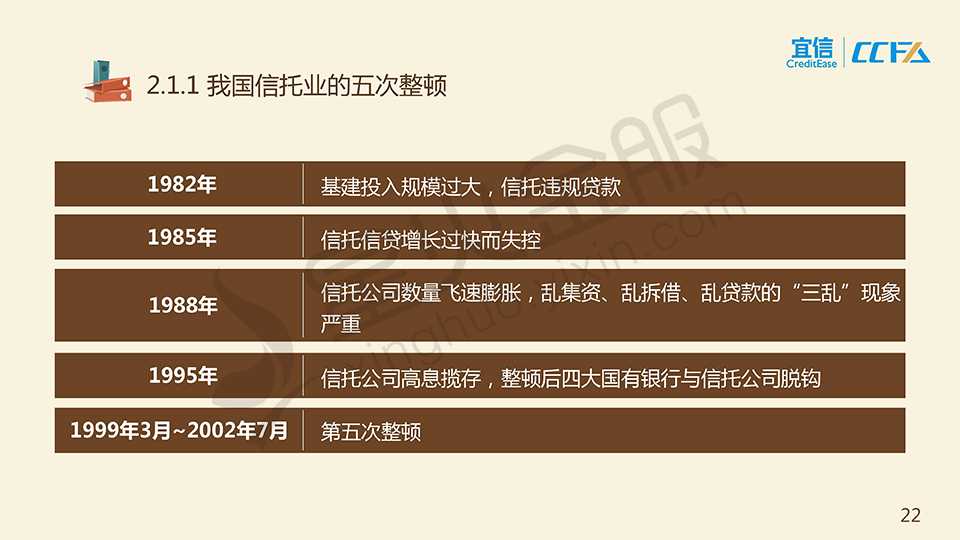 宜信
CreditEase
CCFA
2.1.1 我国信托业的五次整顿
1982年
基建投入规模过大，信托违规贷款
1985年
信托信贷增长过快而失控
1988年
信托公司数量飞速膨胀，乱集资、乱拆借、乱贷款的“三乱”现象
严重
1995年
信托公司高息揽存，整顿后四大国有银行与信托公司脱钩
1999年3月~2002年7月
第五次整顿
星火金服
xinghuoyixin.com
22